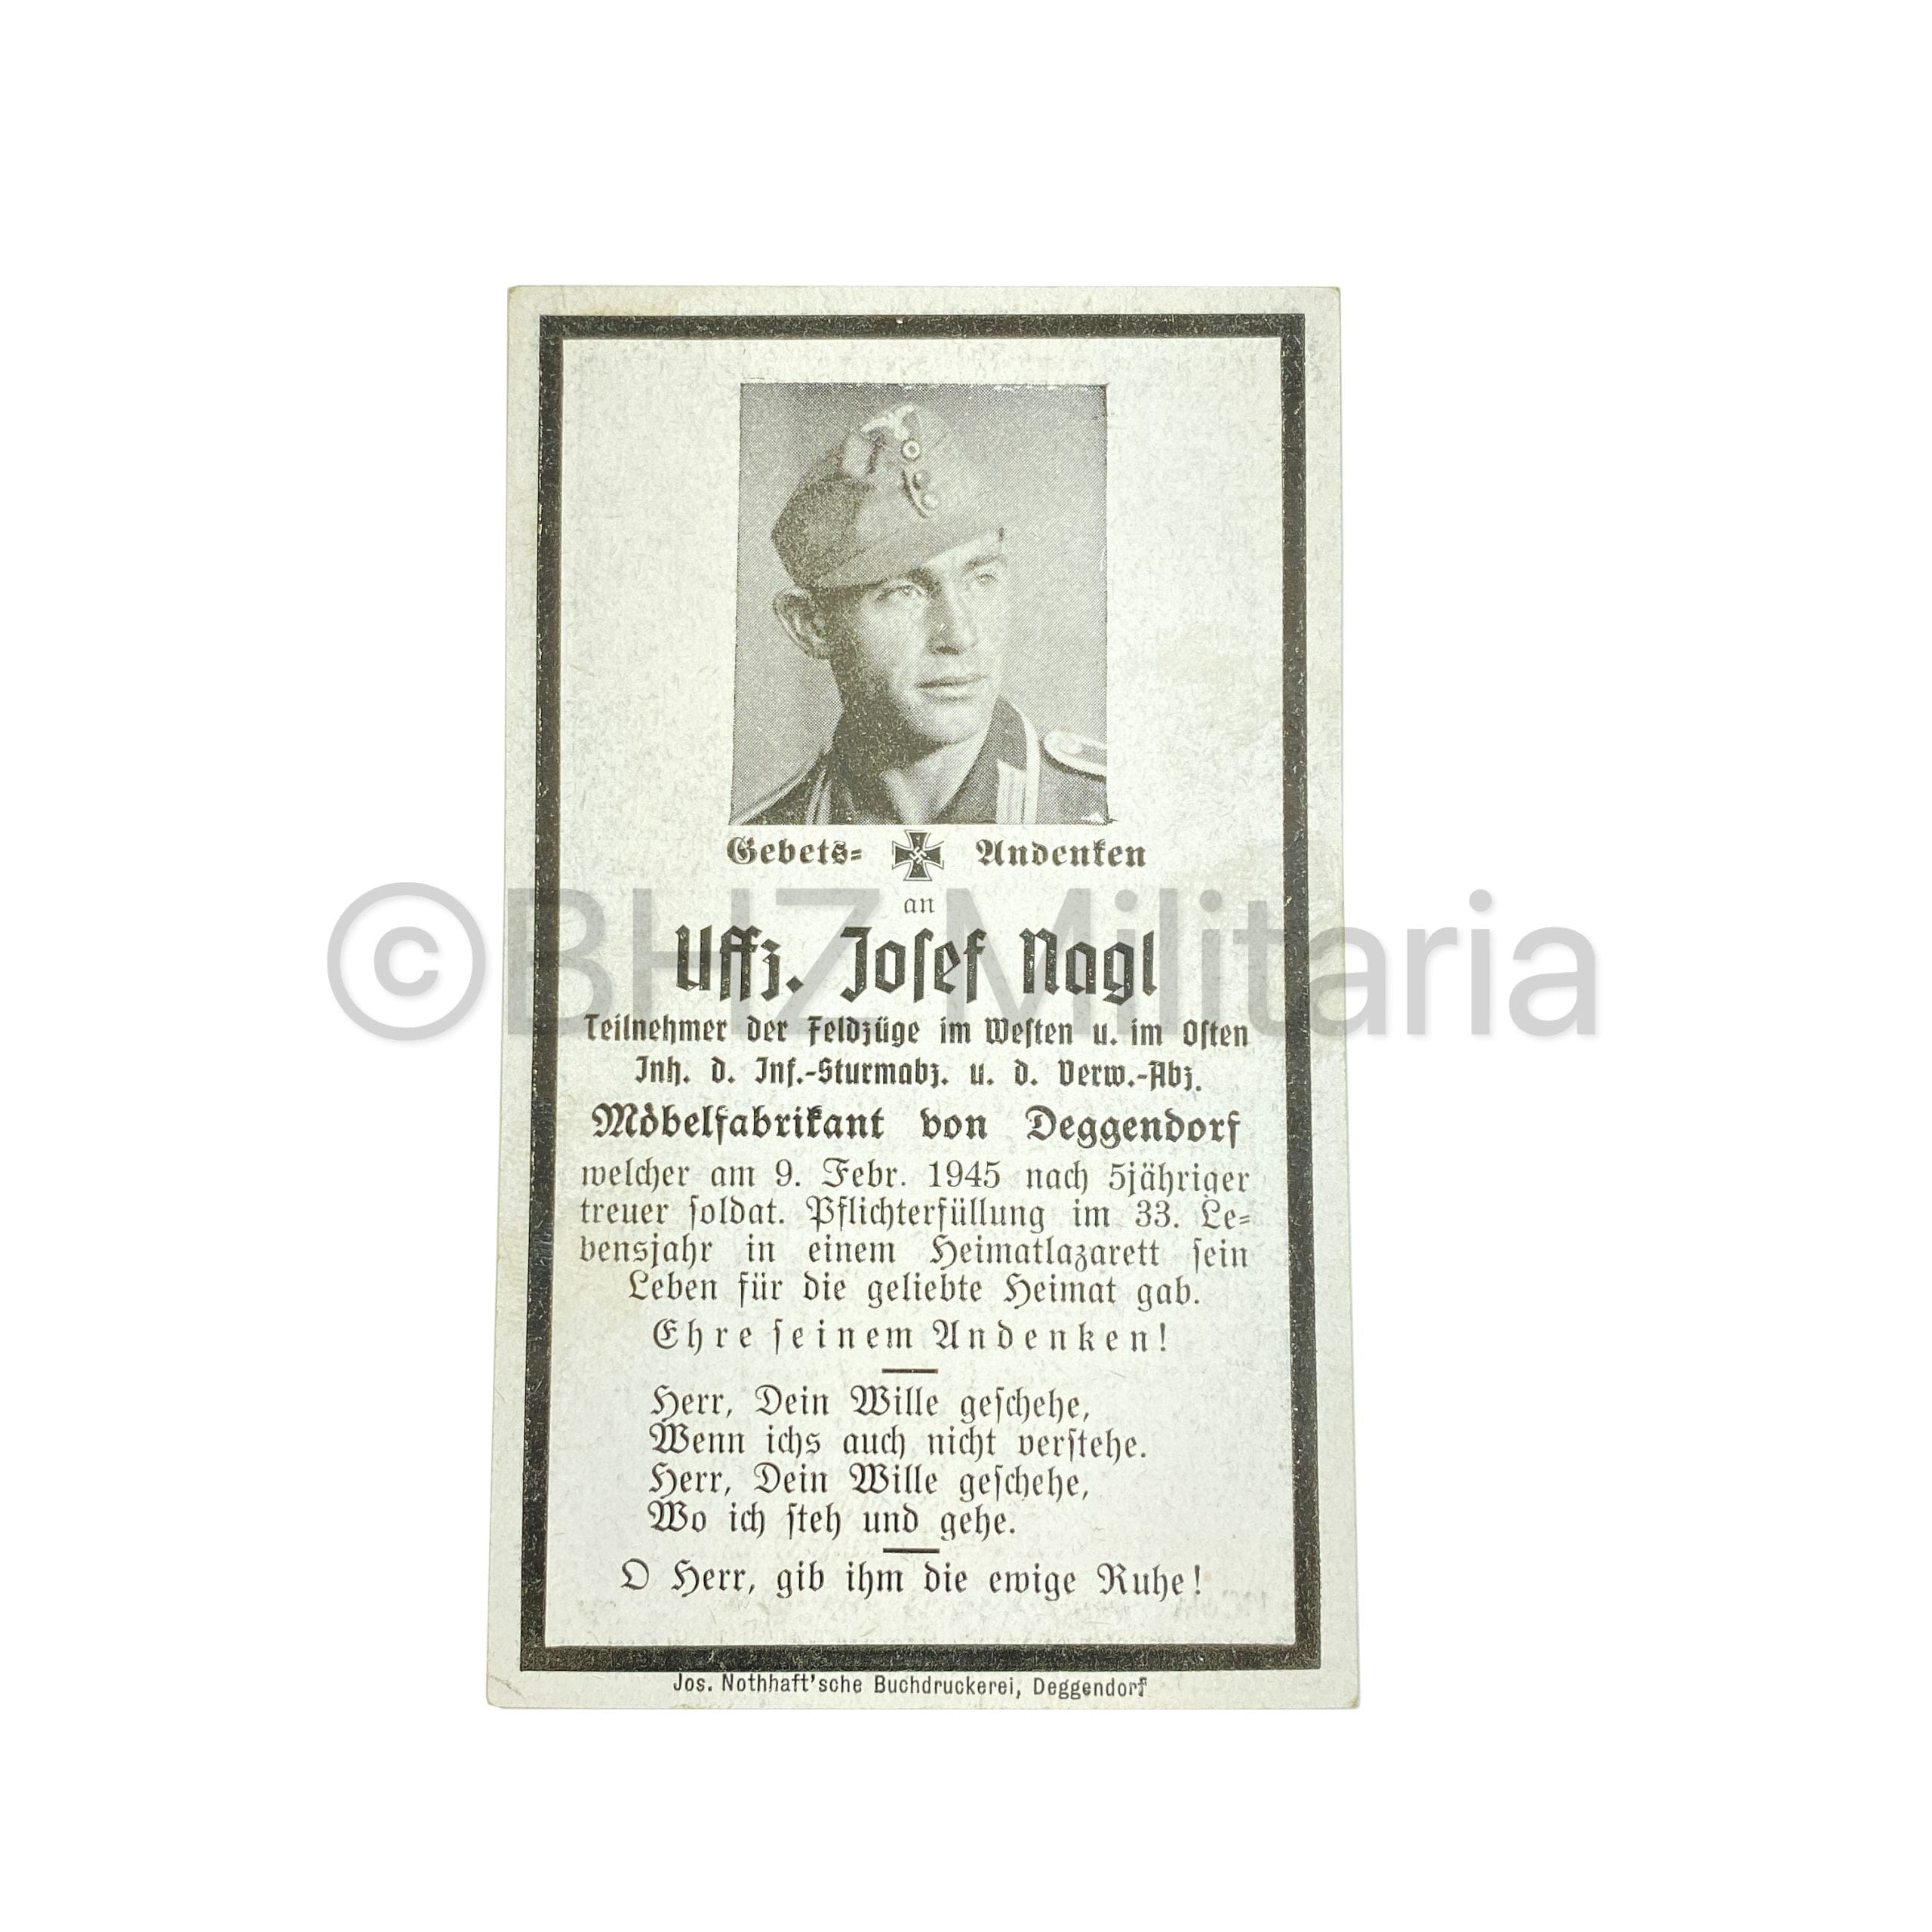 Gebets= Andenken
an
Uffz. Josef Nagl
Teilnehmer der Feldzüge im Westen u. im Osten
Inh. d. Inf.-Sturmabz. u. d. Verw.-Abz.
Möbelfabrikant von Deggendorf
welcher am 9. Febr. 1945 nach 5jähriger
treuer soldat. Pflichterfüllung im 33. Le=
bensjahr in einem Heimatlazarett sein
Leben für die geliebte Heimat gab.
Ehre seinem Andenken!
Herr, Dein Wille geschehe,
Wenn ichs auch nicht verstehe.
Herr, Dein Wille geschehe,
Wo ich steh und gehe.
O Herr, gib ihm die ewige Ruhe!
Jos. Nothhaft'sche Buchdruckerei, Deggendorf
©BHZ Militaria